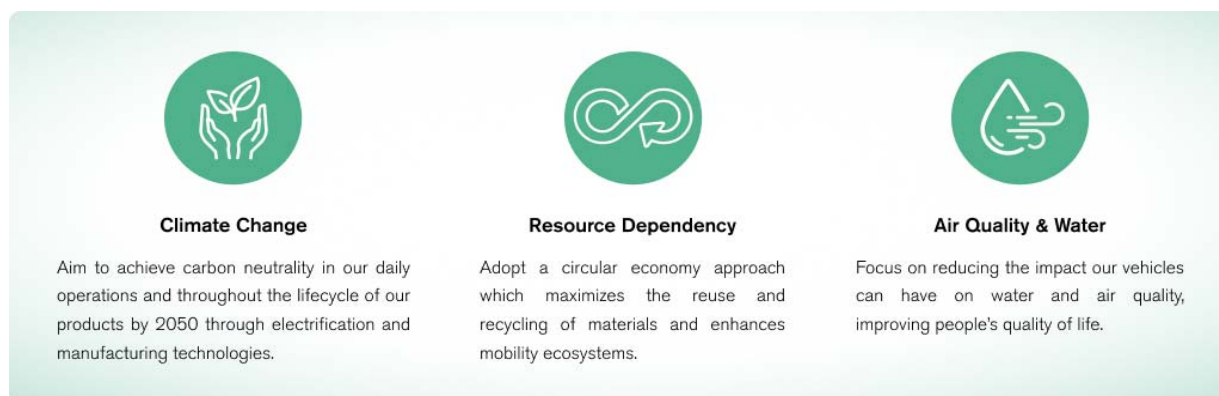 Climate Change
Aim to achieve carbon neutrality in our daily
operations and throughout the lifecycle of our
products by 2050 through electrification and
manufacturing technologies.
Resource Dependency
Adopt a circular economy approach
which maximizes the reuse and
recycling of materials and enhances
mobility ecosystems.
Air Quality & Water
Focus on reducing the impact our vehicles
can have on water and air quality,
improving people's quality of life.